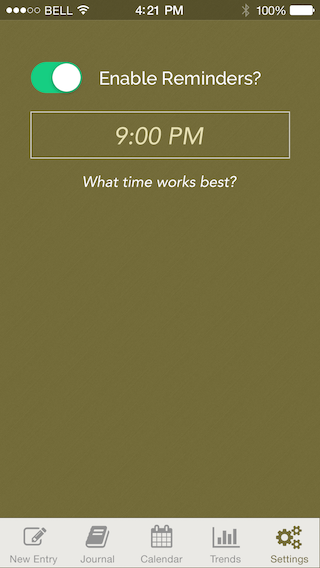 BELL 4:21 PM 100%
Enable Reminders?
9:00 PM
What time works best?
New Entry Journal Calendar Trends Settings